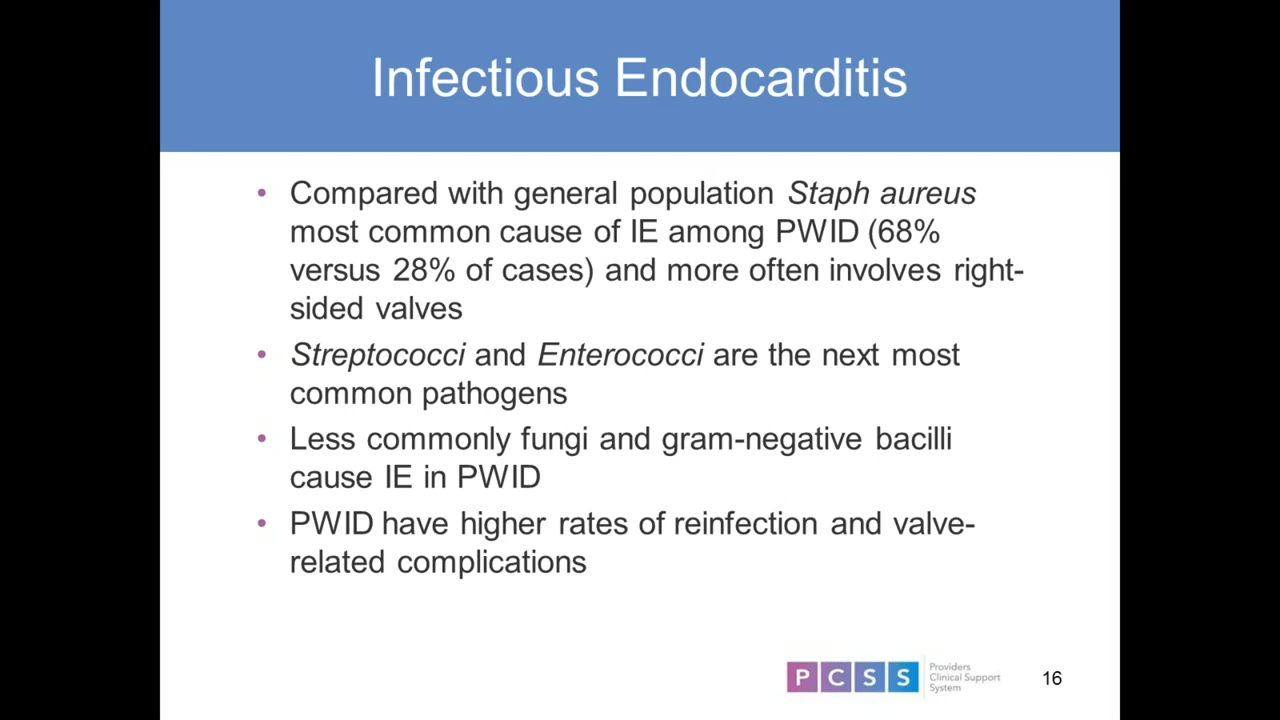 Infectious Endocarditis
• Compared with general population Staph aureus
most common cause of IE among PWID (68%
versus 28% of cases) and more often involves right-
sided valves
• Streptococci and Enterococci are the next most
common pathogens
• Less commonly fungi and gram-negative bacilli
cause IE in PWID
• PWID have higher rates of reinfection and valve-
related complications
PCSS
Providers
Clinical Support
System
16